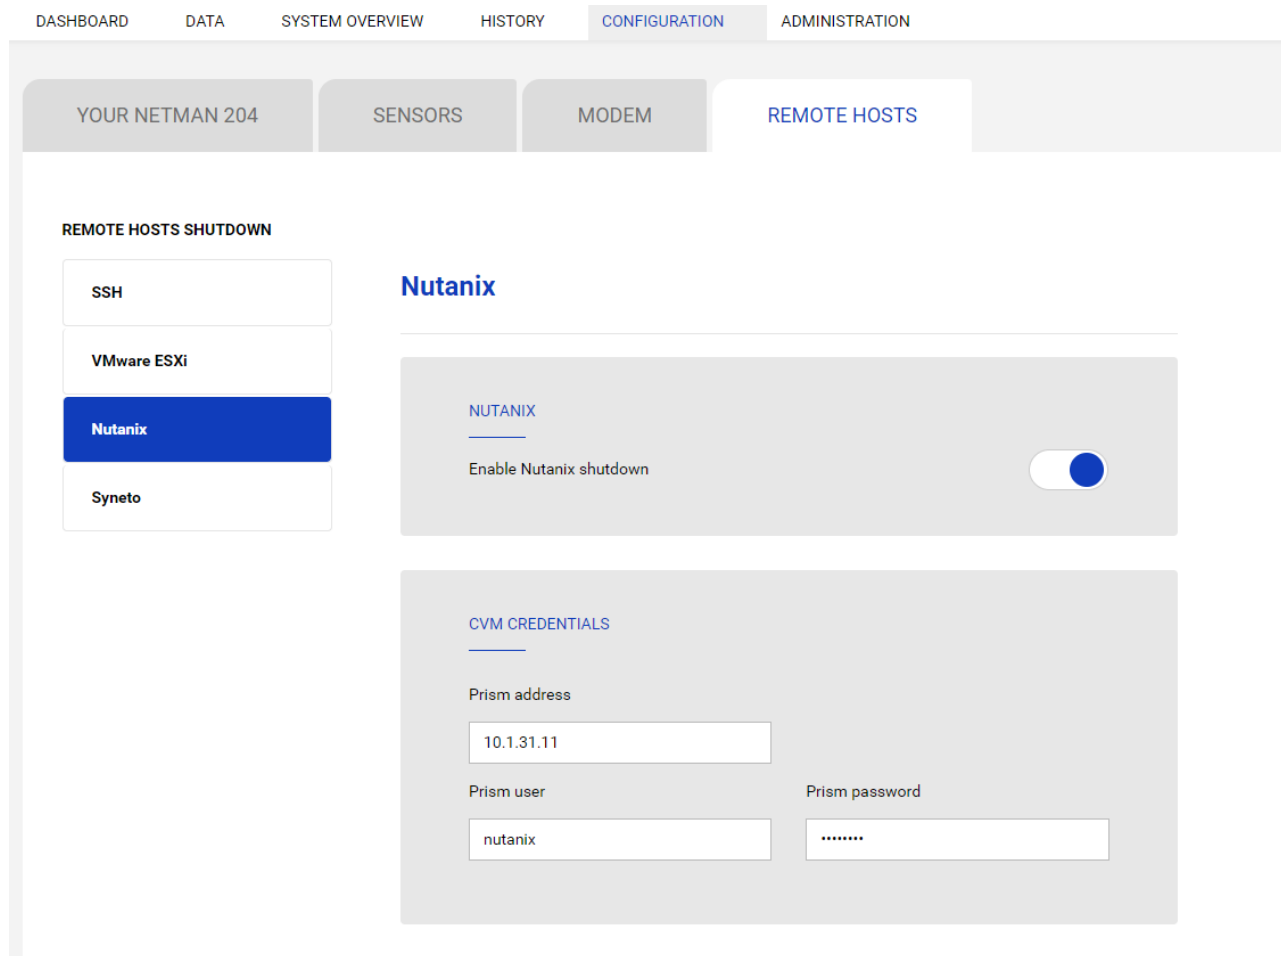 DASHBOARD DATA SYSTEM OVERVIEW HISTORY CONFIGURATION ADMINISTRATION
YOUR NETMAN 204 SENSORS MODEM REMOTE HOSTS
REMOTE HOSTS SHUTDOWN
SSH
VMware ESXi
Nutanix
Syneto
Nutanix
NUTANIX
Enable Nutanix shutdown
CVM CREDENTIALS
Prism address
10.1.31.11
Prism user Prism password
nutanix ••••••••